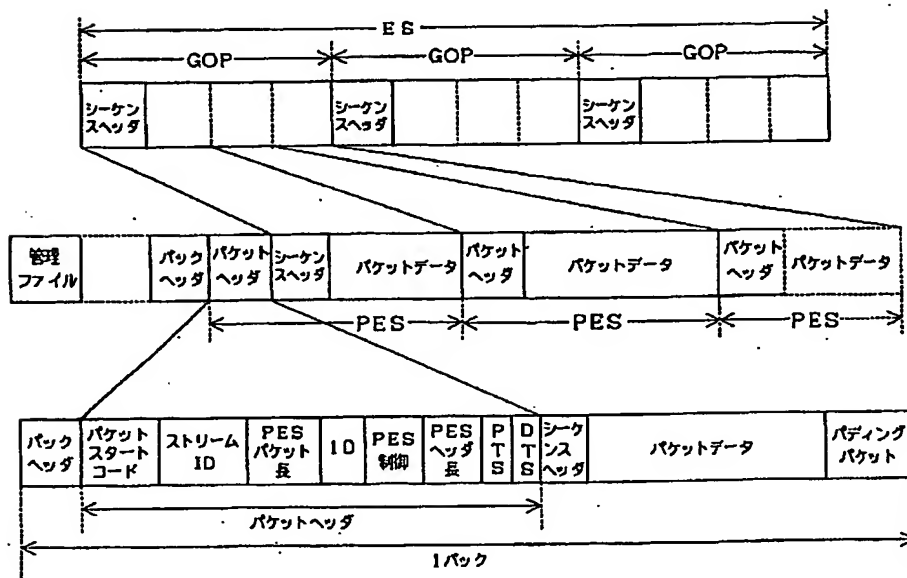 ES
GOP
GOP
GOP
シーケン
スヘッダ
シーケン
スヘッダ
シーケン
スヘッダ
管理
ファイル
パック
ヘッダ
パケット
ヘッダ
シーケン
スヘッダ
パケットデータ
パケット
ヘッダ
パケットデータ
パケット
ヘッダ
パケットデータ
PES
PES
PES
パック
ヘッダ
パケット
スタート
コード
ストリーム
ID
PES
パケット
長
10
PES
制御
PES
ヘッダ
長
PTS
DTS
シーケ
ンス
ヘッダ
パケットデータ
パディング
パケット
パケットヘッダ
1パック